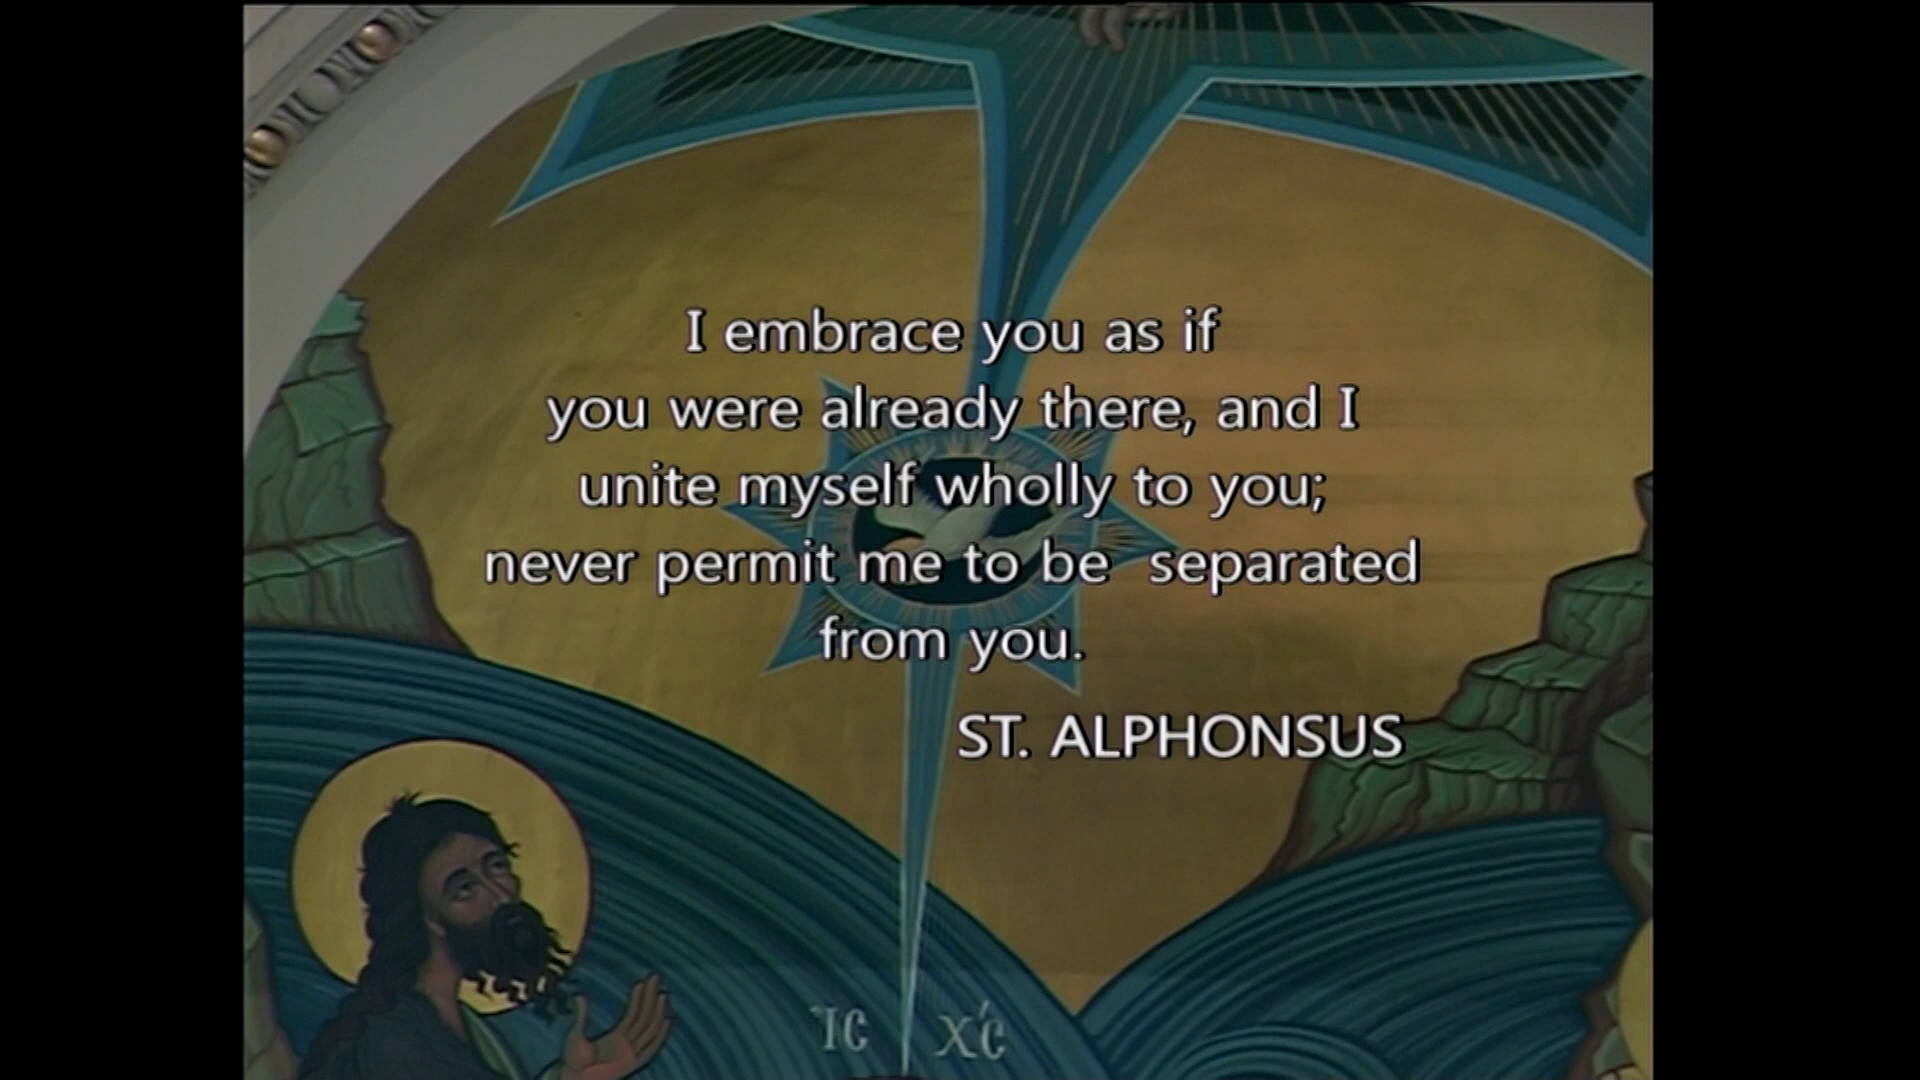 I embrace you as if
you were already there, and I
unite myself wholly to you;
never permit me to be  separated
from you.
ST. ALPHONSUS
IC XC